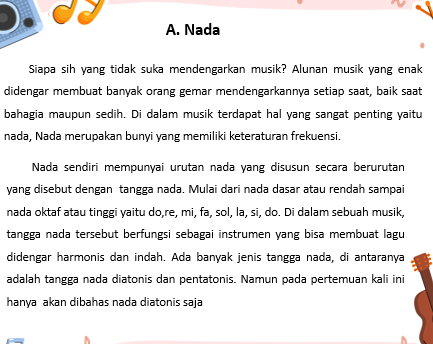 A. Nada
Siapa sih yang tidak suka mendengarkan musik? Alunan musik yang enak
didengar membuat banyak orang gemar mendengarkannya setiap saat, baik saat
bahagia maupun sedih. Di dalam musik terdapat hal yang sangat penting yaitu
nada, Nada merupakan bunyi yang memiliki keteraturan frekuensi.
Nada sendiri mempunyai urutan nada yang disusun secara berurutan
yang disebut dengan tangga nada. Mulai dari nada dasar atau rendah sampai
nada oktaf atau tinggi yaitu do,re, mi, fa, sol, la, si, do. Di dalam sebuah musik,
tangga nada tersebut berfungsi sebagai instrumen yang bisa membuat lagu
didengar harmonis dan indah. Ada banyak jenis tangga nada, di antaranya
adalah tangga nada diatonis dan pentatonis. Namun pada pertemuan kali ini
hanya akan dibahas nada diatonis saja